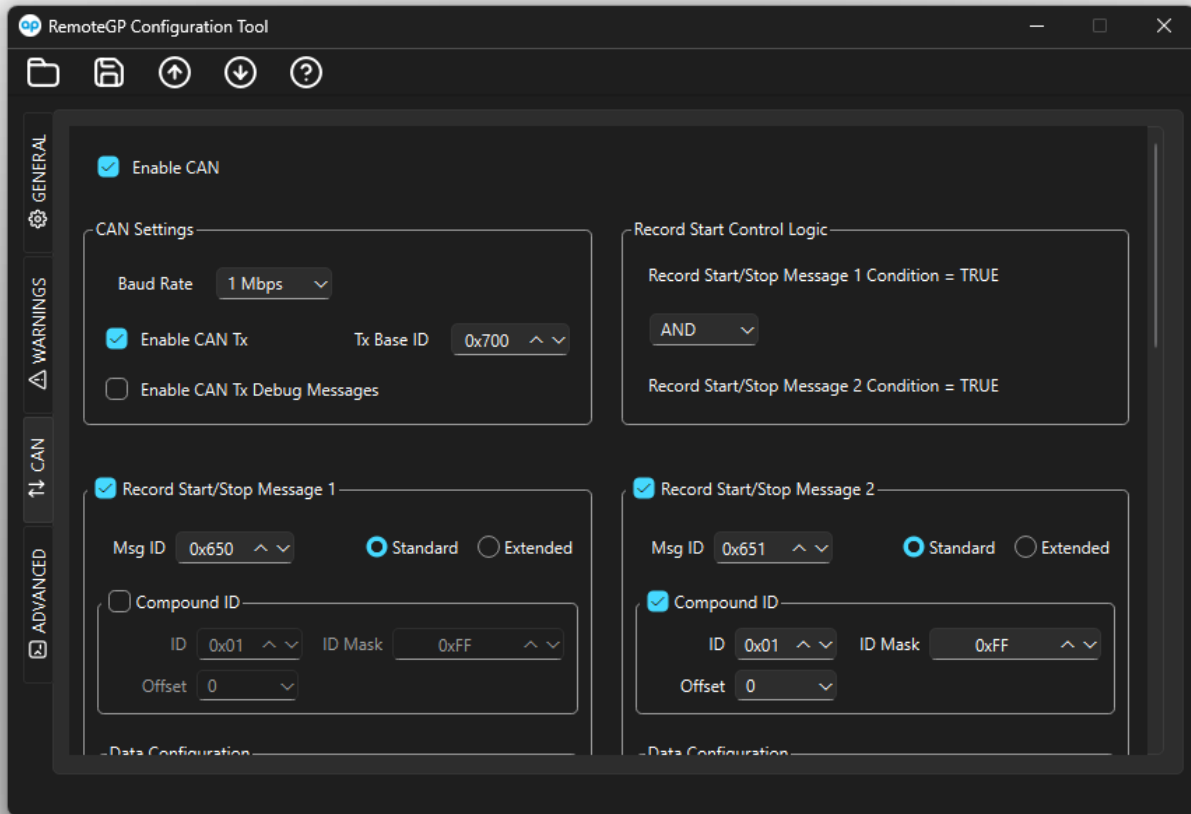 ap RemoteGP Configuration Tool
GENERAL
WARNINGS
CAN
ADVANCED
Enable CAN
CAN Settings
Baud Rate 1 Mbps
Enable CAN Tx Tx Base ID 0x700
Enable CAN Tx Debug Messages
Record Start Control Logic
Record Start/Stop Message 1 Condition = TRUE
AND
Record Start/Stop Message 2 Condition = TRUE
Record Start/Stop Message 1
Msg ID 0x650 Standard Extended
Compound ID
ID 0x01 ID Mask 0xFF
Offset 0
Data Configuration
Record Start/Stop Message 2
Msg ID 0x651 Standard Extended
Compound ID
ID 0x01 ID Mask 0xFF
Offset 0
Data Configuration